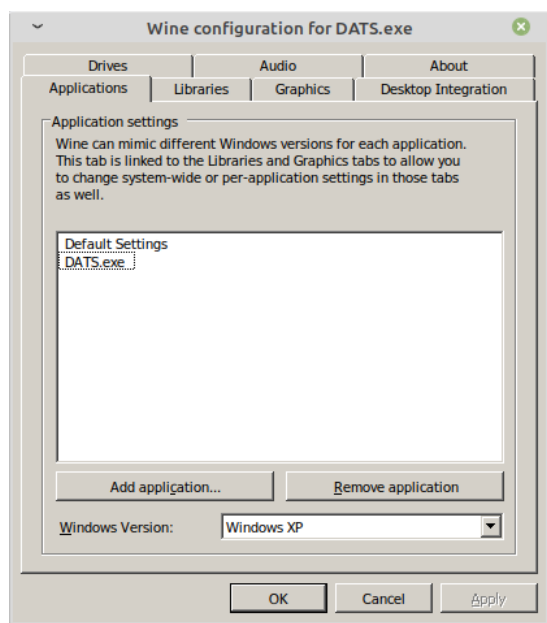 Wine configuration for DATS.exe
Drives Audio About
Applications Libraries Graphics Desktop Integration
Application settings
Wine can mimic different Windows versions for each application.
This tab is linked to the Libraries and Graphics tabs to allow you
to change system-wide or per-application settings in those tabs
as well.
Default Settings
DATS.exe
Add application... Remove application
Windows Version: Windows XP
OK Cancel Apply